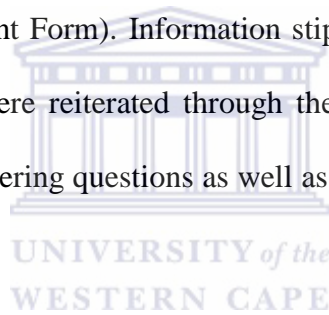 nt Form). Information stip
ere reiterated through the
ering questions as well as
UNIVERSITY of the
WESTERN CAPE